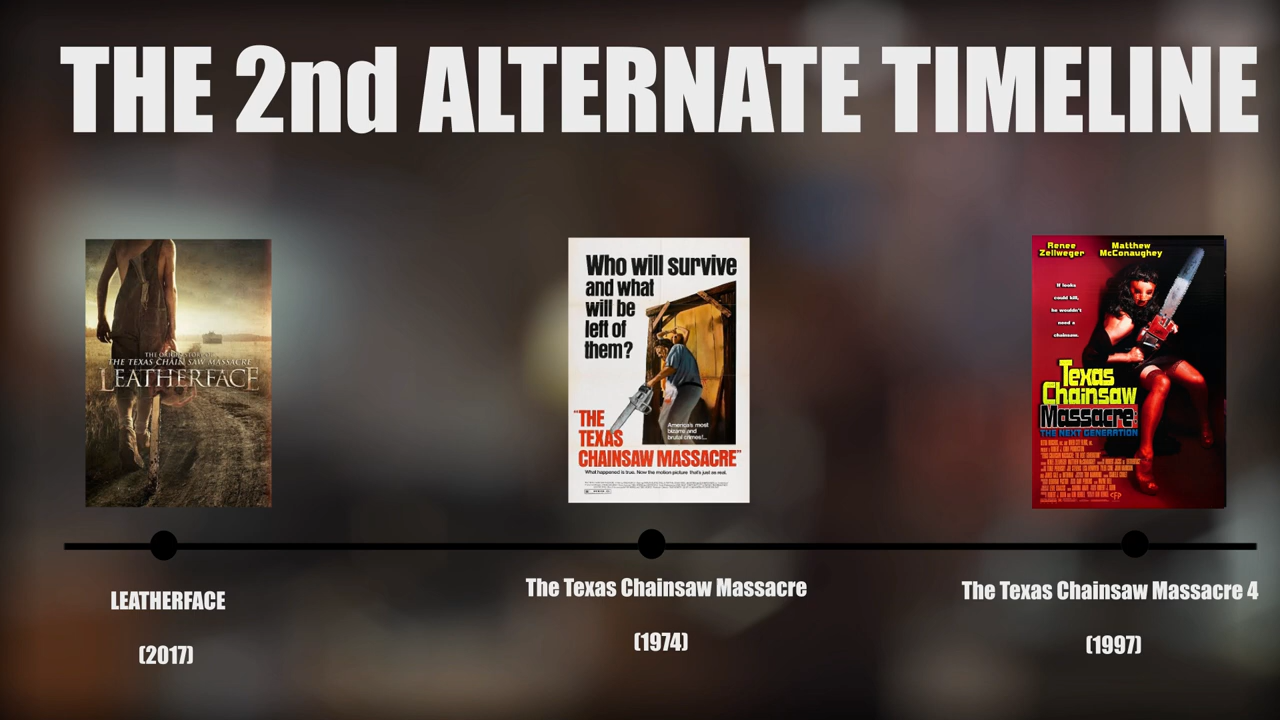 THE 2nd ALTERNATE TIMELINE
THE ORIGIN STORY OF
THE TEXAS CHAIN SAW MASSACRE
LEATHERFACE
Who will survive
and what
will be
left of
them?
America's most
bizarre and
brutal crimes!...
"THE
TEXAS
CHAINSAW MASSACRE"
What happened is true. Now the motion picture that's just as real.
Renee
Zellweger
Matthew
McConaughey
If looks
could kill,
he wouldn't
need a
chainsaw.
Texas
Chainsaw
Massacre:
THE NEXT GENERATION
LEATHERFACE
(2017)
The Texas Chainsaw Massacre
(1974)
The Texas Chainsaw Massacre 4
(1997)